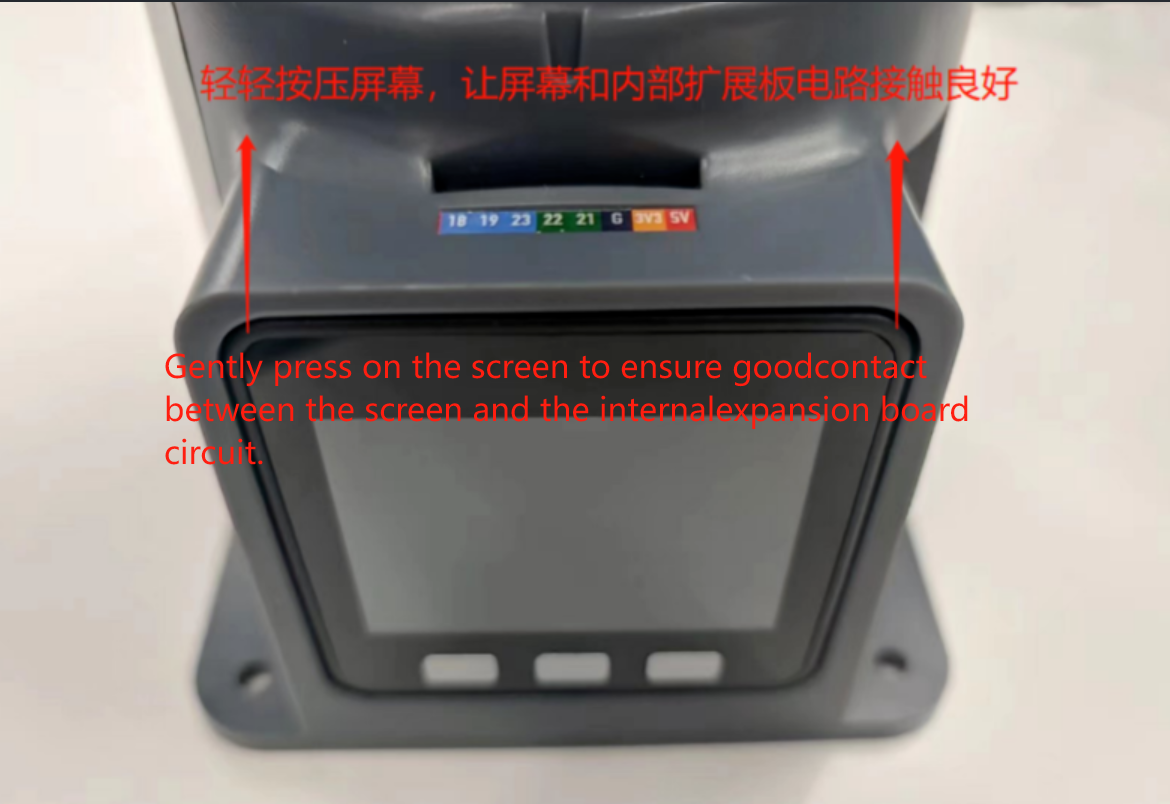 轻轻按压屏幕，让屏幕和内部扩展板电路接触良好
18 19 23 22 21 G 3V3 5V
Gently press on the screen to ensure goodcontact
between the screen and the internalexpansion board
circuit.